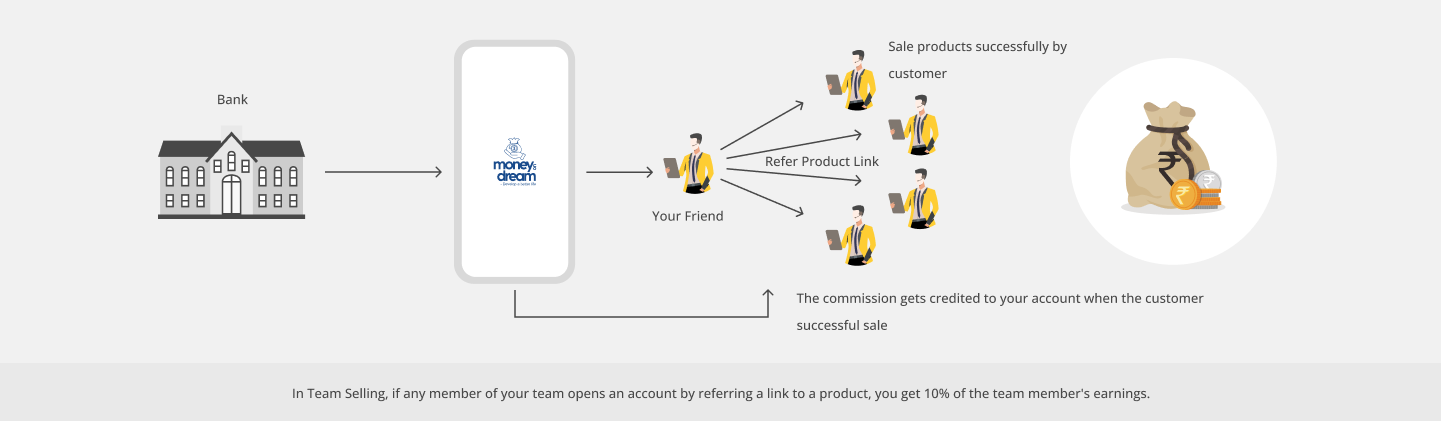 Bank
money
dream
Your Friend
Refer Product Link
Sale products successfully by
customer
The commission gets credited to your account when the customer
successful sale
In Team Selling, if any member of your team opens an account by referring a link to a product, you get 10% of the team member's earnings.